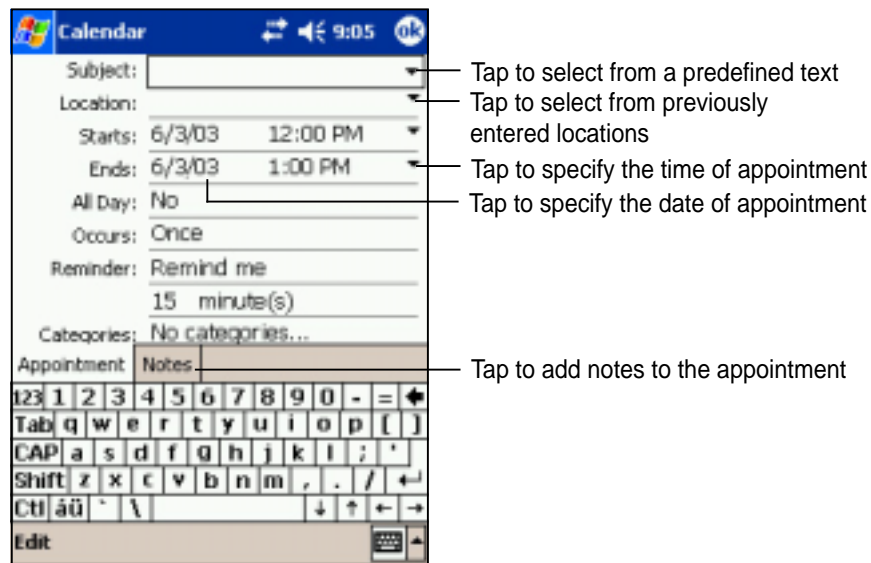 Calendar 9:05 ok
Subject:
Tap to select from a predefined text
Location:
Tap to select from previously
entered locations
Starts: 6/3/03 12:00 PM
Ends: 6/3/03 1:00 PM
Tap to specify the time of appointment
All Day: No
Tap to specify the date of appointment
Occurs: Once
Reminder: Remind me
15 minute(s)
Categories: No categories...
Appointment Notes
Tap to add notes to the appointment
123 1 2 3 4 5 6 7 8 9 0 - = 🡄
Tab q w e r t y u i o p [ ]
CAP a s d f g h j k l ; '
Shift z x c v b n m , . / ↵
Ctl áü ` \ ↓ ↑ ← →
Edit